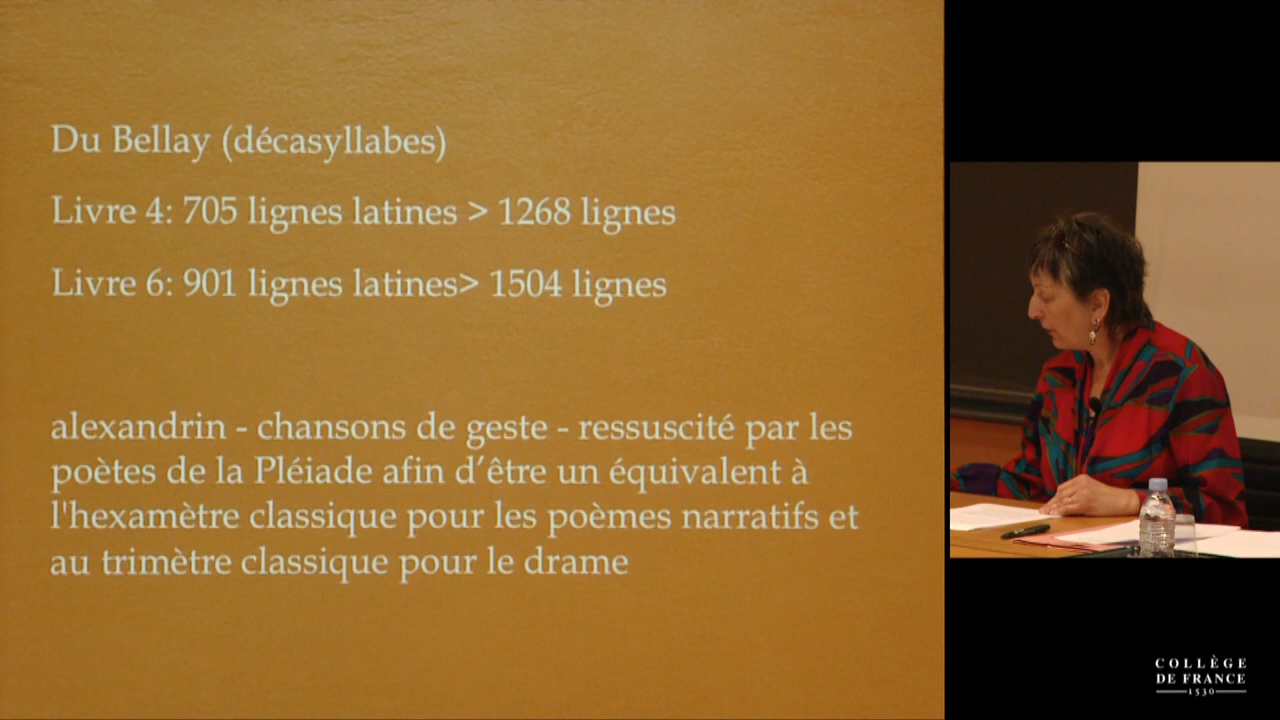 Du Bellay (décasyllabes)
Livre 4: 705 lignes latines > 1268 lignes
Livre 6: 901 lignes latines> 1504 lignes
alexandrin - chansons de geste - ressuscité par les
poètes de la Pléiade afin d’être un équivalent à
l'hexamètre classique pour les poèmes narratifs et
au trimètre classique pour le drame
COLLÈGE
DE FRANCE
1530